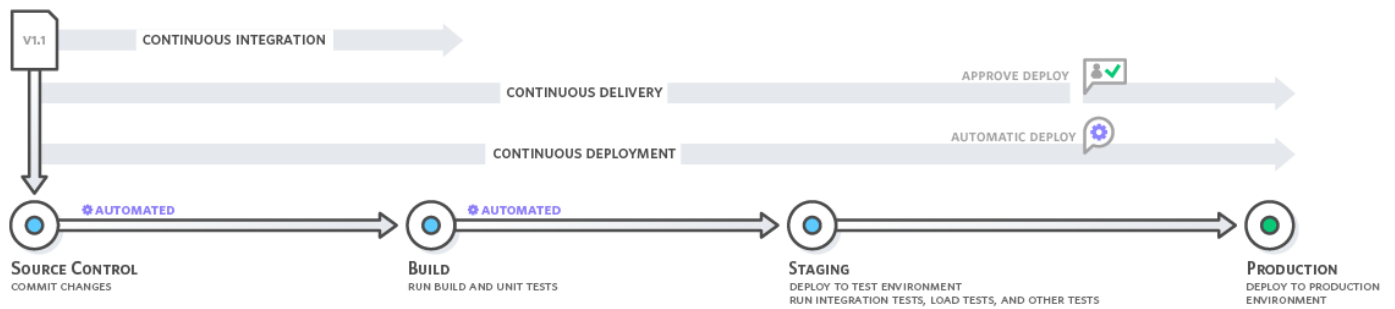 V1.1
CONTINUOUS INTEGRATION
APPROVE DEPLOY
CONTINUOUS DELIVERY
AUTOMATIC DEPLOY
CONTINUOUS DEPLOYMENT
AUTOMATED
AUTOMATED
SOURCE CONTROL
COMMIT CHANGES
BUILD
RUN BUILD AND UNIT TESTS
STAGING
DEPLOY TO TEST ENVIRONMENT
RUN INTEGRATION TESTS, LOAD TESTS, AND OTHER TESTS
PRODUCTION
DEPLOY TO PRODUCTION
ENVIRONMENT